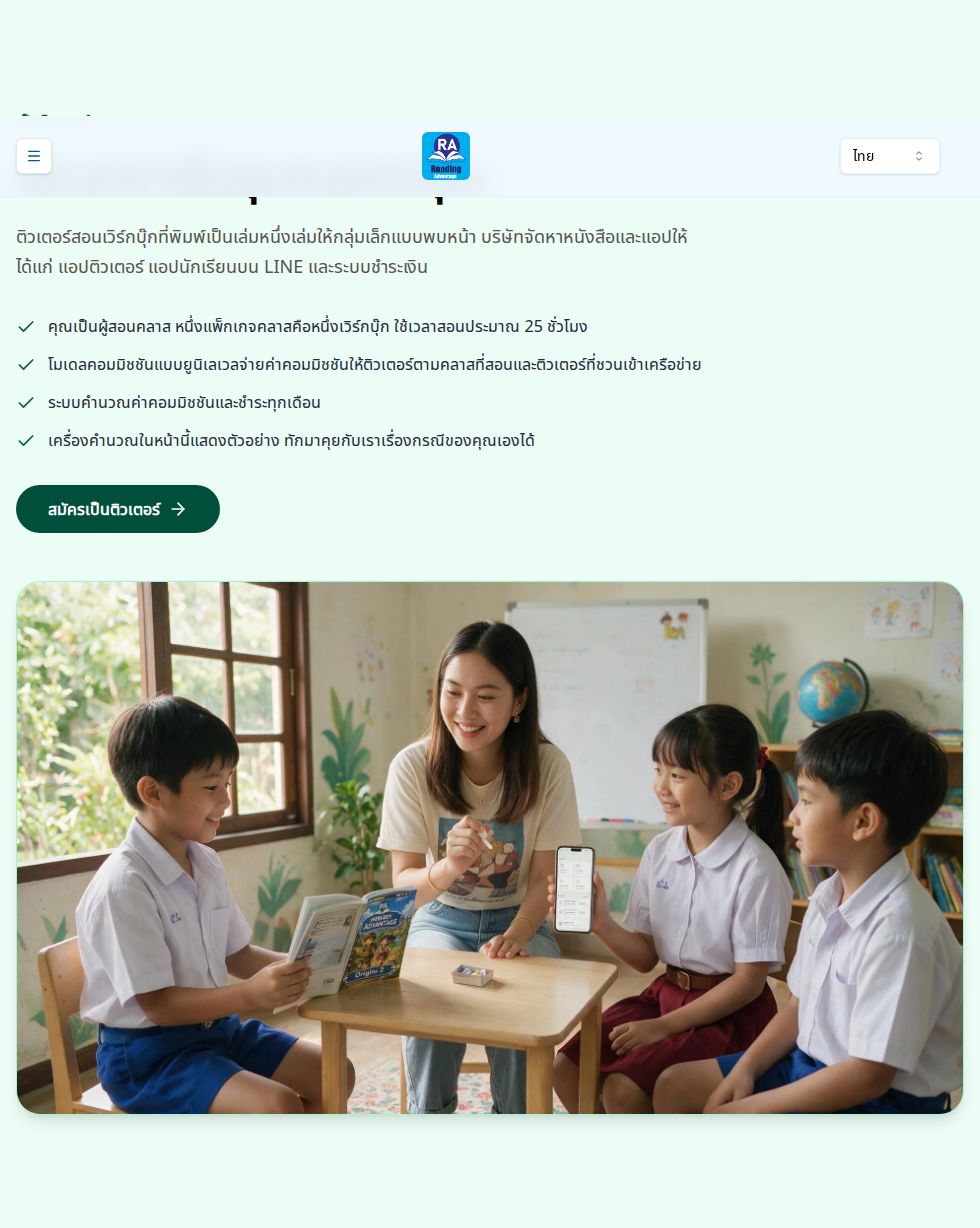 RA
Reading
Advantage
ไทย
ติวเตอร์สอนเวิร์กบุ๊กที่พิมพ์เป็นเล่มหนึ่งเล่มให้กลุ่มเล็กแบบพบหน้า บริษัทจัดหาหนังสือและแอปให้
ได้แก่ แอปติวเตอร์ แอปนักเรียนบน LINE และระบบชำระเงิน
คุณเป็นผู้สอนคลาส หนึ่งแพ็กเกจคลาสคือหนึ่งเวิร์กบุ๊ก ใช้เวลาสอนประมาณ 25 ชั่วโมง
โมเดลคอมมิชชันแบบยูนิเลเวลจ่ายค่าคอมมิชชันให้ติวเตอร์ตามคลาสที่สอนและติวเตอร์ที่ชวนเข้าเครือข่าย
ระบบคำนวณค่าคอมมิชชันและชำระทุกเดือน
เครื่องคำนวณในหน้านี้แสดงตัวอย่าง ทักมาคุยกับเราเรื่องกรณีของคุณเองได้
สมัครเป็นติวเตอร์
ADVANTAGE
Origins 2